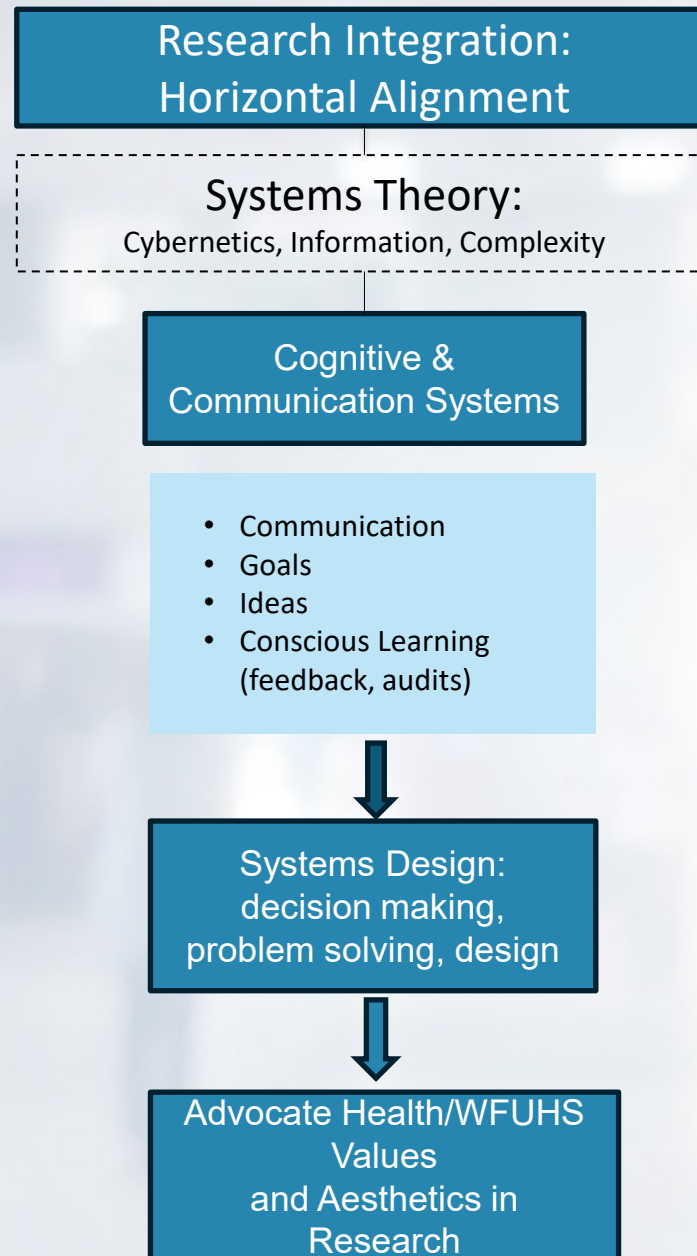 Research Integration:
Horizontal Alignment
Systems Theory:
Cybernetics, Information, Complexity
Cognitive &
Communication Systems
• Communication
• Goals
• Ideas
• Conscious Learning
(feedback, audits)
Systems Design:
decision making,
problem solving, design
Advocate Health/WFUHS
Values
and Aesthetics in
Research